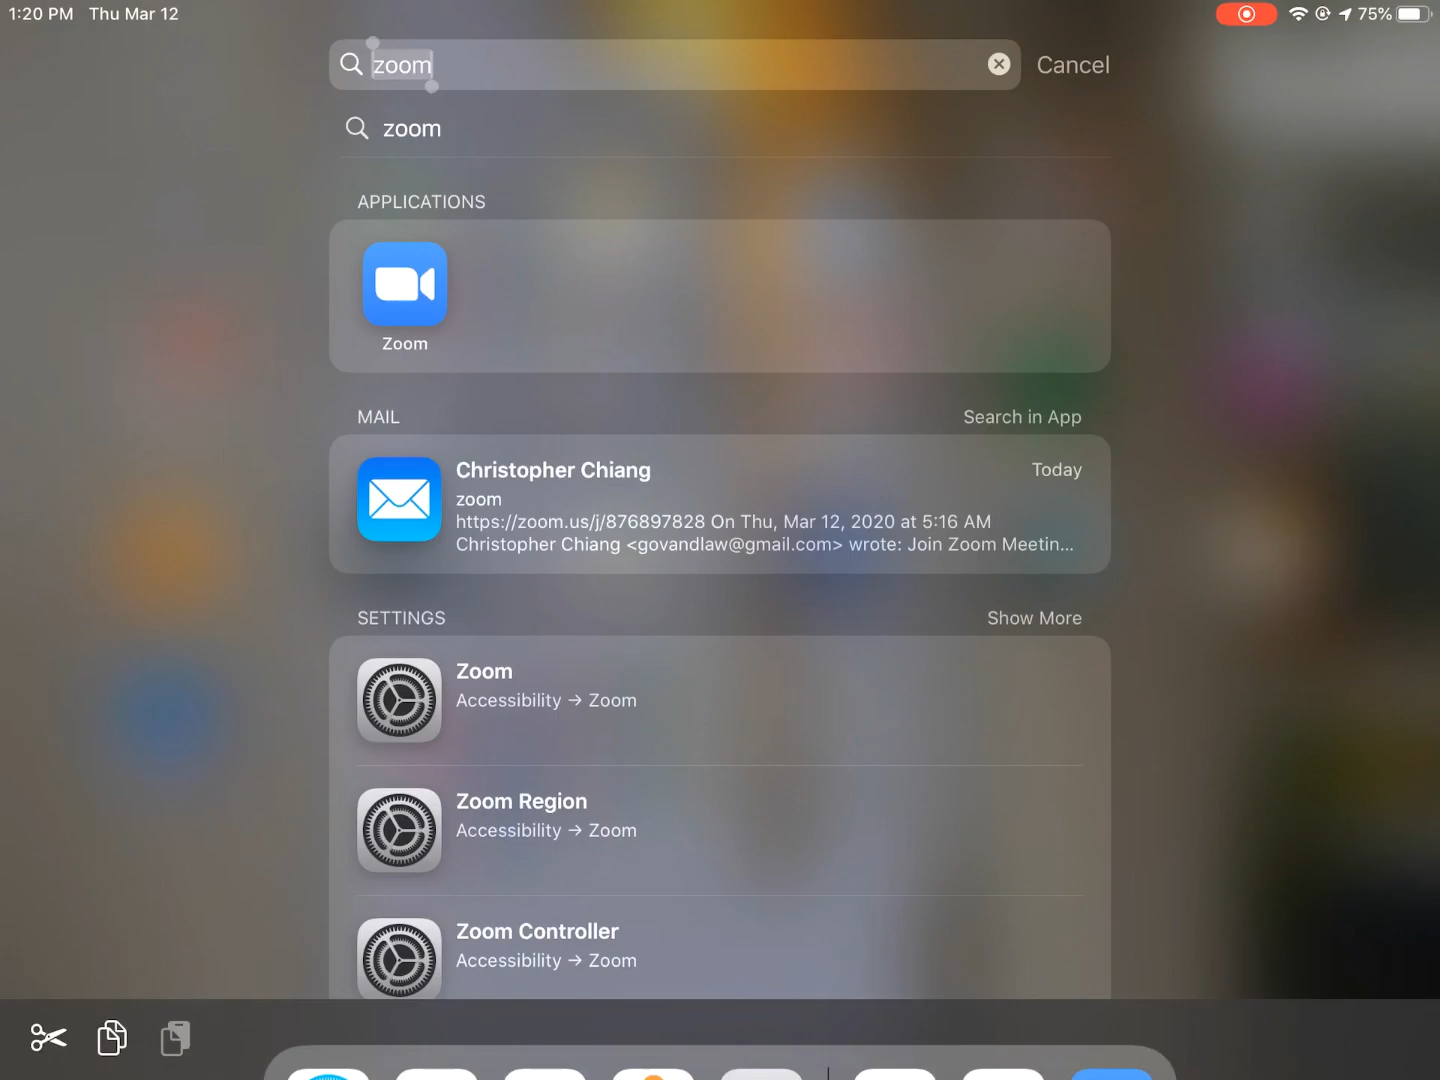 1:20 PM Thu Mar 12
75%
zoom
Cancel
zoom
APPLICATIONS
Zoom
MAIL
Search in App
Christopher Chiang
Today
zoom
https://zoom.us/j/876897828 On Thu, Mar 12, 2020 at 5:16 AM
Christopher Chiang <govandlaw@gmail.com> wrote: Join Zoom Meetin...
SETTINGS
Show More
Zoom
Accessibility → Zoom
Zoom Region
Accessibility → Zoom
Zoom Controller
Accessibility → Zoom